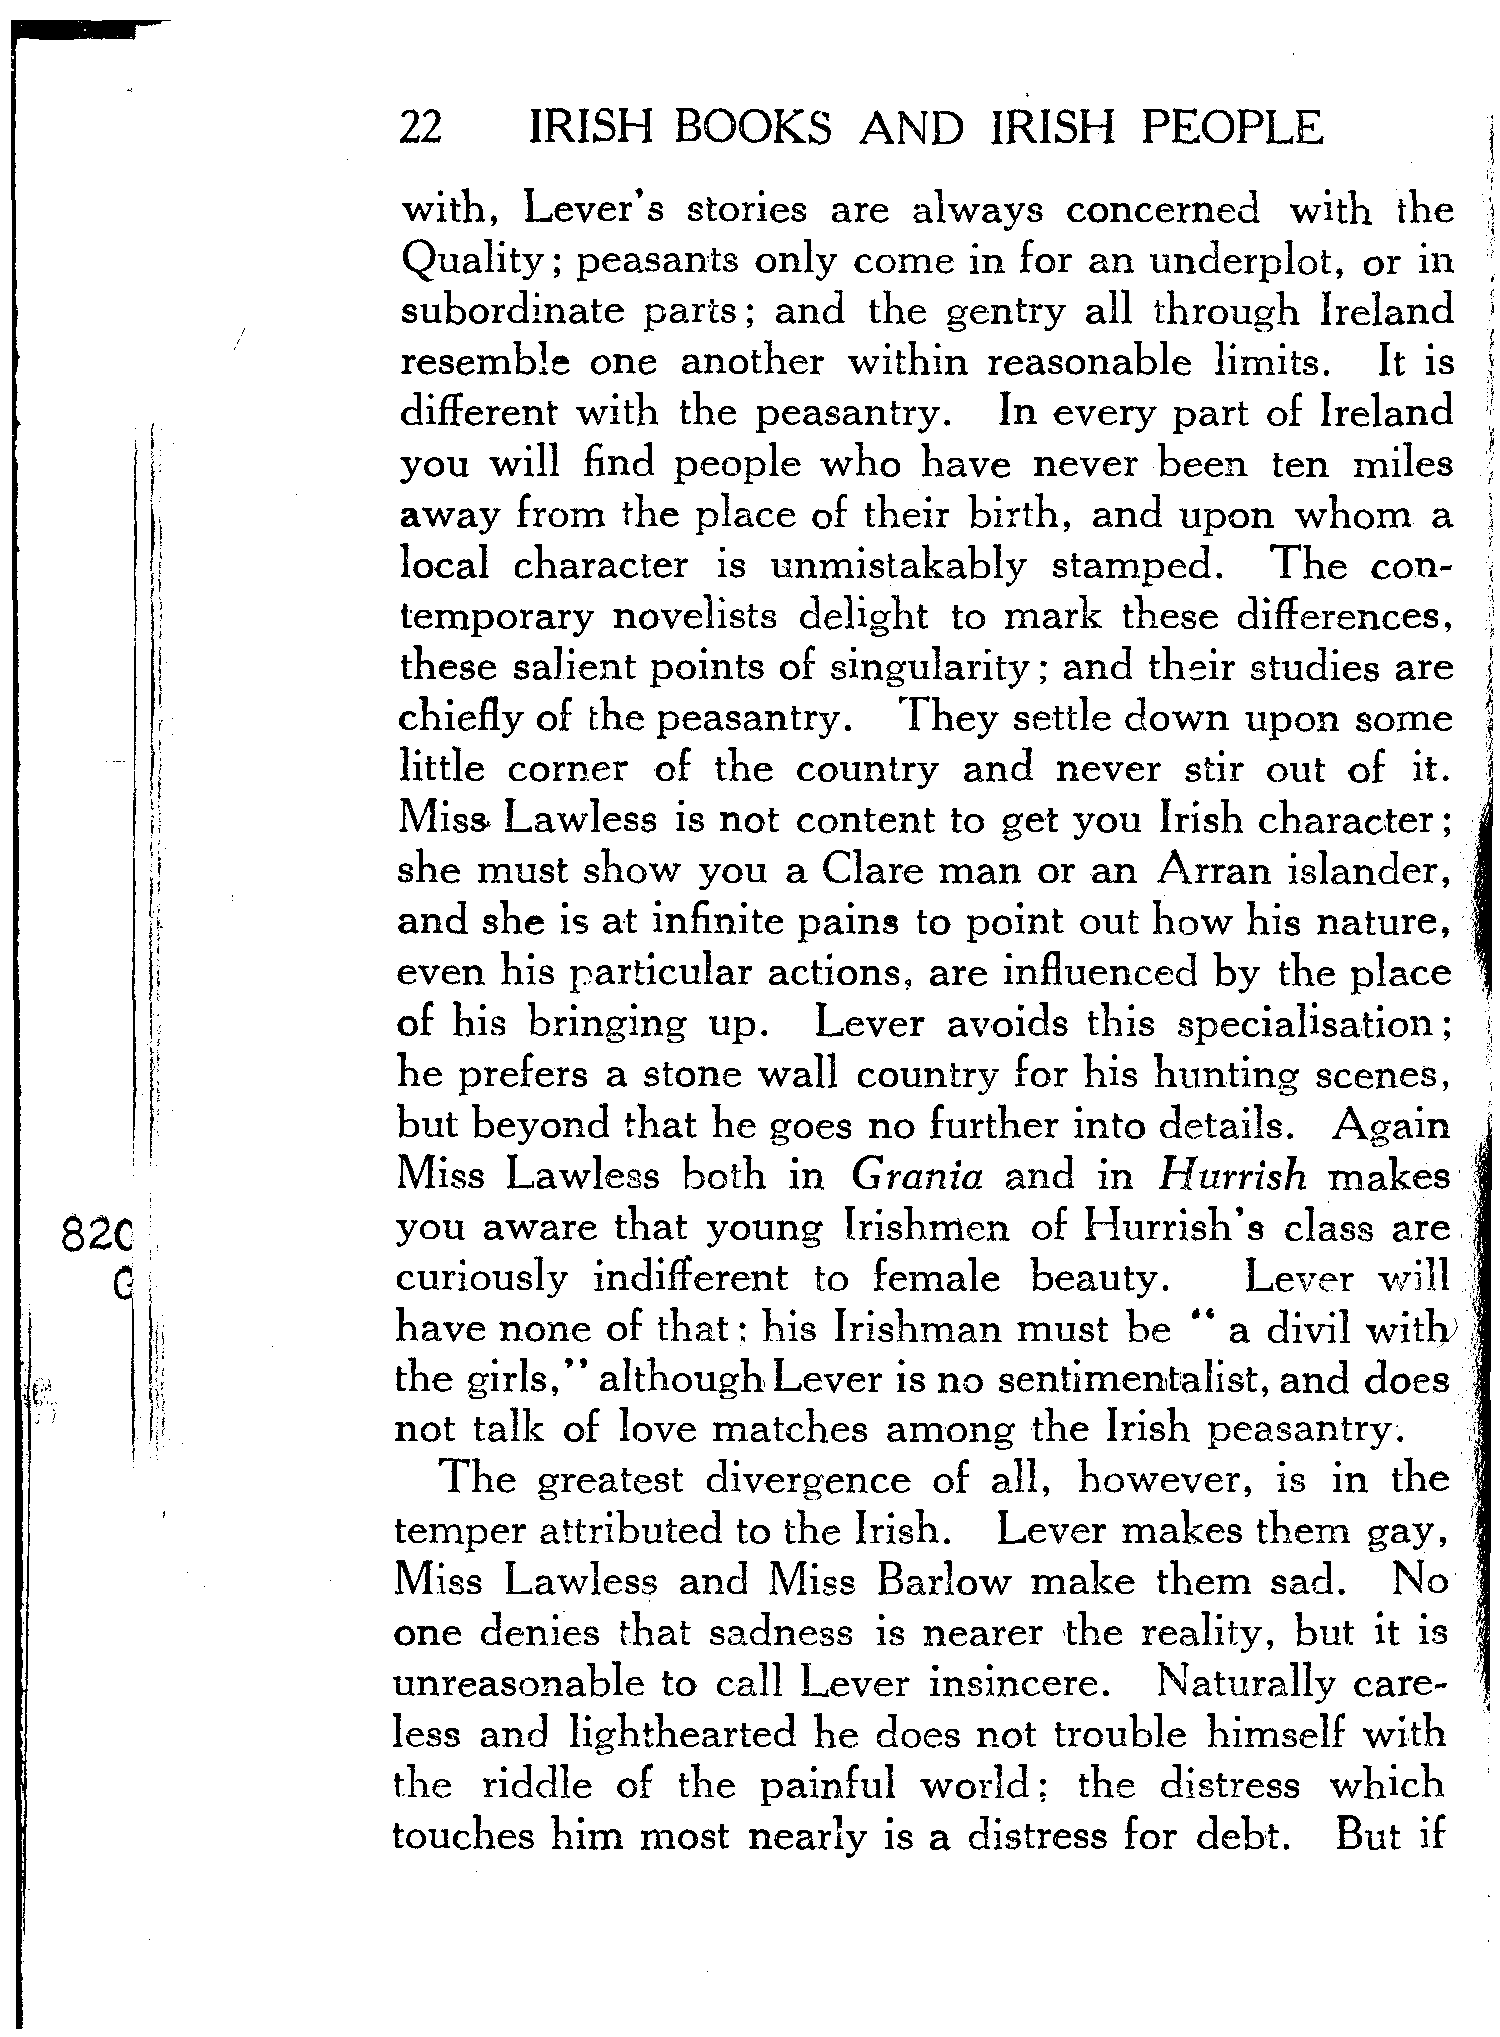 22 IRISH BOOKS AND IRISH PEOPLE
with, Lever's stories are always concerned with the
Quality; peasants only come in for an underplot, or in
subordinate parts; and the gentry all through Ireland
resemble one another within reasonable limits. It is
different with the peasantry. In every part of Ireland
you will find people who have never been ten miles
away from the place of their birth, and upon whom a
local character is unmistakably stamped. The con-
temporary novelists delight to mark these differences,
these salient points of singularity; and their studies are
chiefly of the peasantry. They settle down upon some
little corner of the country and never stir out of it.
Miss Lawless is not content to get you Irish character;
she must show you a Clare man or an Arran islander,
and she is at infinite pains to point out how his nature,
even his particular actions, are influenced by the place
of his bringing up. Lever avoids this specialisation;
he prefers a stone wall country for his hunting scenes,
but beyond that he goes no further into details. Again
Miss Lawless both in Grania and in Hurrish makes
you aware that young Irishmen of Hurrish's class are
curiously indifferent to female beauty. Lever will
have none of that: his Irishman must be "a divil with
the girls," although Lever is no sentimentalist, and does
not talk of love matches among the Irish peasantry.
The greatest divergence of all, however, is in the
temper attributed to the Irish. Lever makes them gay,
Miss Lawless and Miss Barlow make them sad. No
one denies that sadness is nearer the reality, but it is
unreasonable to call Lever insincere. Naturally care-
less and lighthearted he does not trouble himself with
the riddle of the painful world; the distress which
touches him most nearly is a distress for debt. But if
820
G